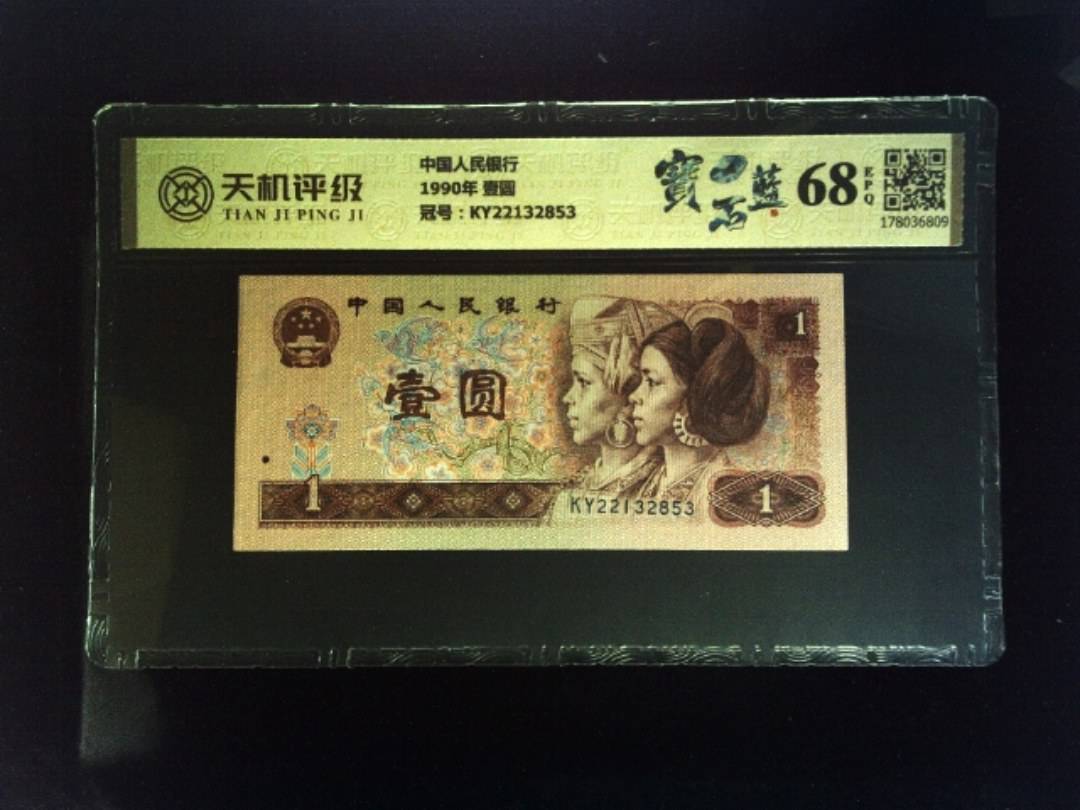 天机评级
TIAN JI PING JI
中国人民银行
1990年 壹圆
冠号：KY22132853
寶石蓝
68
EPQ
178036809
中国人民银行
1
壹圆
1
KY22132853
1